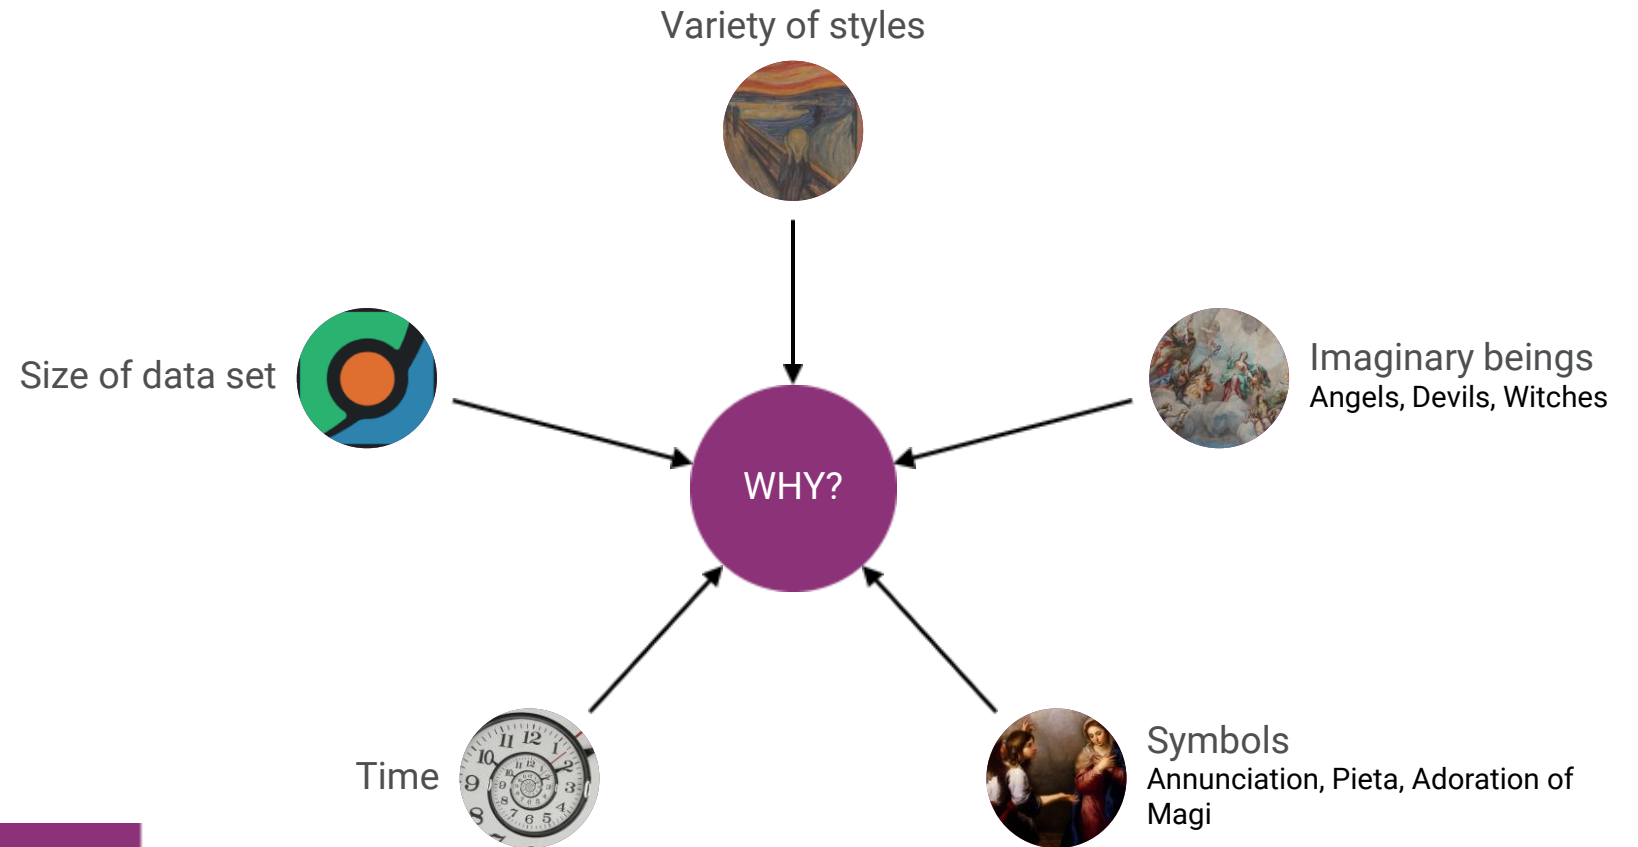 Variety of styles
Size of data set
Imaginary beings
Angels, Devils, Witches
WHY?
Time
Symbols
Annunciation, Pieta, Adoration of
Magi